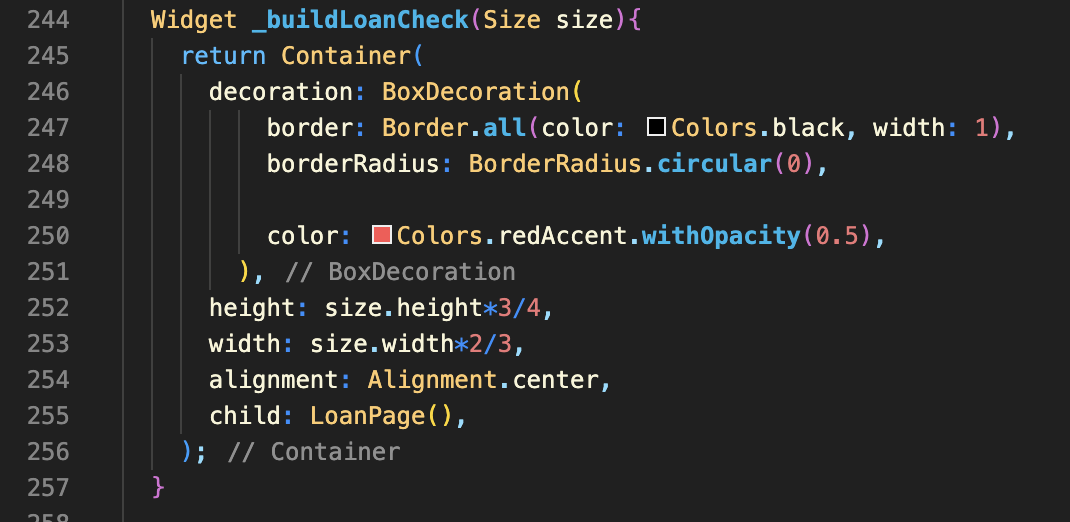 244 Widget _buildLoanCheck(Size size){
245 return Container(
246 decoration: BoxDecoration(
247 border: Border.all(color: Colors.black, width: 1),
248 borderRadius: BorderRadius.circular(0),
249
250 color: Colors.redAccent.withOpacity(0.5),
251 ), // BoxDecoration
252 height: size.height*3/4,
253 width: size.width*2/3,
254 alignment: Alignment.center,
255 child: LoanPage(),
256 ); // Container
257 }
258